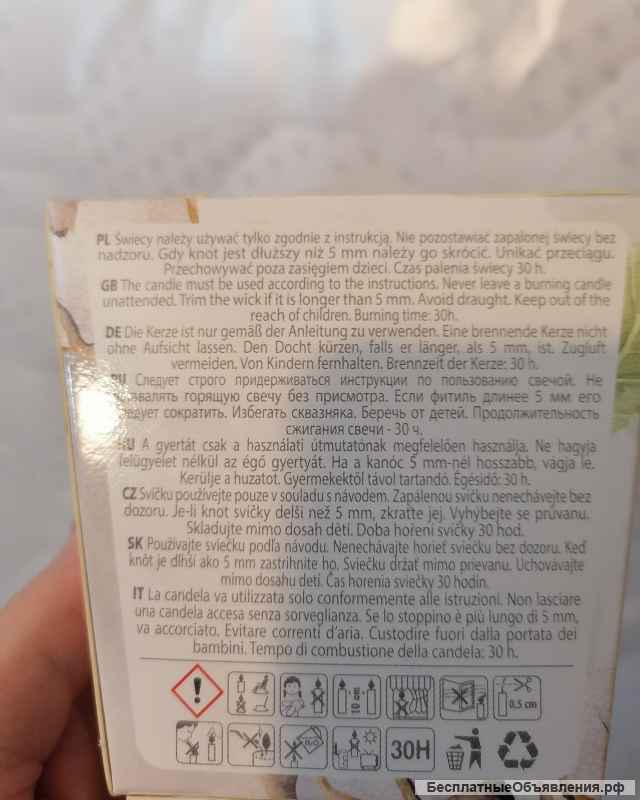 PL Świecy należy używać tylko zgodnie z instrukcją. Nie pozostawiać zapalonej świecy bez
nadzoru. Gdy knot jest dłuższy niż 5 mm należy go skrócić. Unikać przeciągu.
Przechowywać poza zasięgiem dzieci. Czas palenia świecy 30 h.
GB The candle must be used according to the instructions. Never leave a burning candle
unattended. Trim the wick if it is longer than 5 mm. Avoid draught. Keep out of the
reach of children. Burning time: 30h.
DE Die Kerze ist nur gemäß der Anleitung zu verwenden. Eine brennende Kerze nicht
ohne Aufsicht lassen. Den Docht kürzen, falls er länger, als 5 mm, ist. Zugluft
vermeiden. Von Kindern fernhalten. Brennzeit der Kerze: 30 h.
RU Следует строго придерживаться инструкции по пользованию свечой. Не
горящую свечу без присмотра. Если фитиль длинее 5 мм его
сократить. Избегать сквазняка. Беречь от детей. Продолжительность
сжигания свечи - 30 ч.
HU A gyertát csak a használati útmutatónak megfelelően használja. Ne hagyja
felügyelet nélkül az égő gyertyát. Ha a kanóc 5 mm-nél hosszabb, vágja le.
Kerülje a huzatot. Gyermekektől távol tartandó. Égésidő: 30 h.
CZ Svíčku používejte pouze v souladu s návodem. Zapálenou svíčku nenechávejte bez
dozoru. Je-li knot svíčky delší než 5 mm, zkraťte jej. Vyhýbejte se průvanu.
Skladujte mimo dosah dětí. Doba hoření svíčky 30 hod.
SK Používajte sviečku podľa návodu. Nenechávajte horieť sviečku bez dozoru. Keď
knôt je dlhší ako 5 mm zastrihnite ho. Sviečku držať mimo prievanu. Uchovávajte
mimo dosahu detí. Čas horenia sviečky 30 hodín.
IT La candela va utilizzata solo conformemente alle istruzioni. Non lasciare
una candela accesa senza sorveglianza. Se lo stoppino è più lungo di 5 mm,
va accorciato. Evitare correnti d'aria. Custodire fuori dalla portata dei
bambini. Tempo di combustione della candela: 30 h.
0,5 cm
H₂O
30H
БесплатныеОбъявления.рф